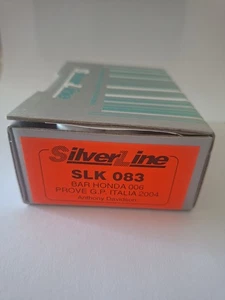 SilverLine
SLK 083
BAR HONDA 006
PROVE G.P. ITALIA 2004
Anthony Davidson